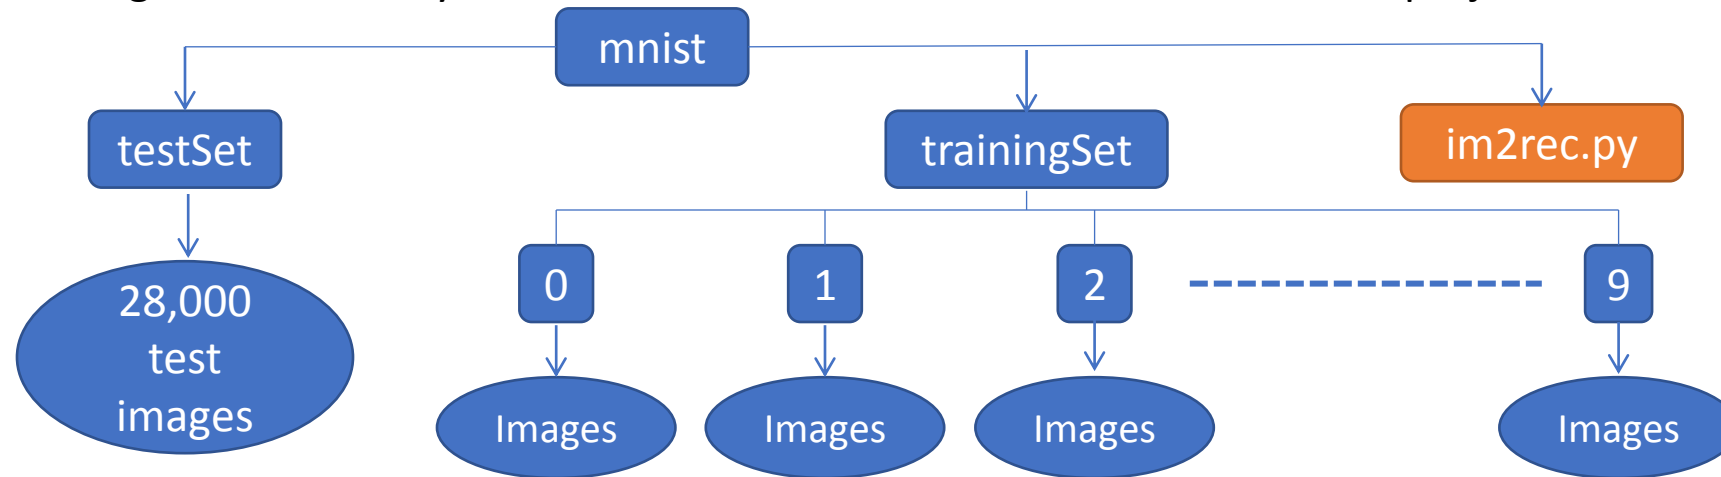 mnist
testSet
trainingSet
im2rec.py
28,000
test
images
0
1
2
9
Images
Images
Images
Images